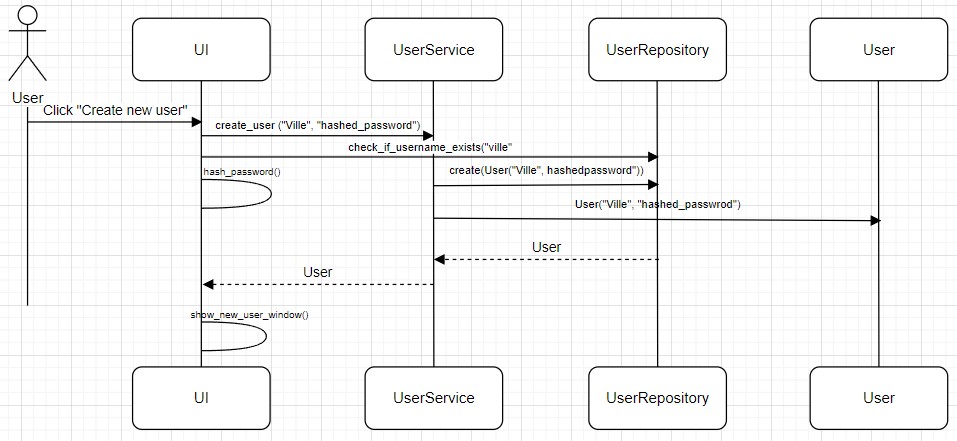 UI
UserService
UserRepository
User
User
Click "Create new user"
create_user ("Ville", "hashed_password")
check_if_username_exists("ville"
create(User("Ville", hashedpassword"))
hash_password()
User("Ville", "hashed_passwrod")
User
User
show_new_user_window()
UI
UserService
UserRepository
User